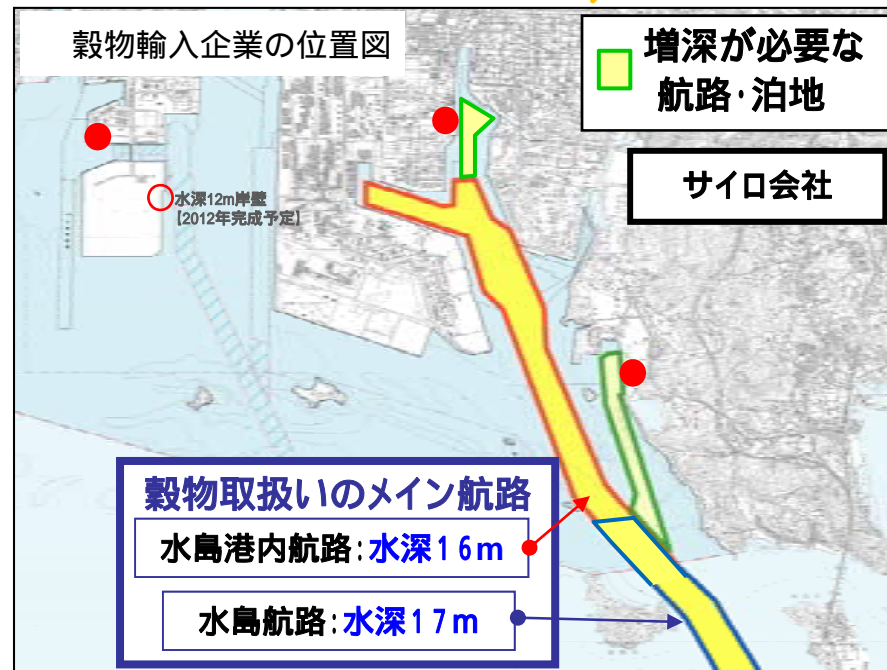 穀物輸入企業の位置図
増深が必要な
航路・泊地
サイロ会社
水深12m岸壁
【2012年完成予定】
穀物取扱いのメイン航路
水島港内航路:水深16m
水島航路:水深17m